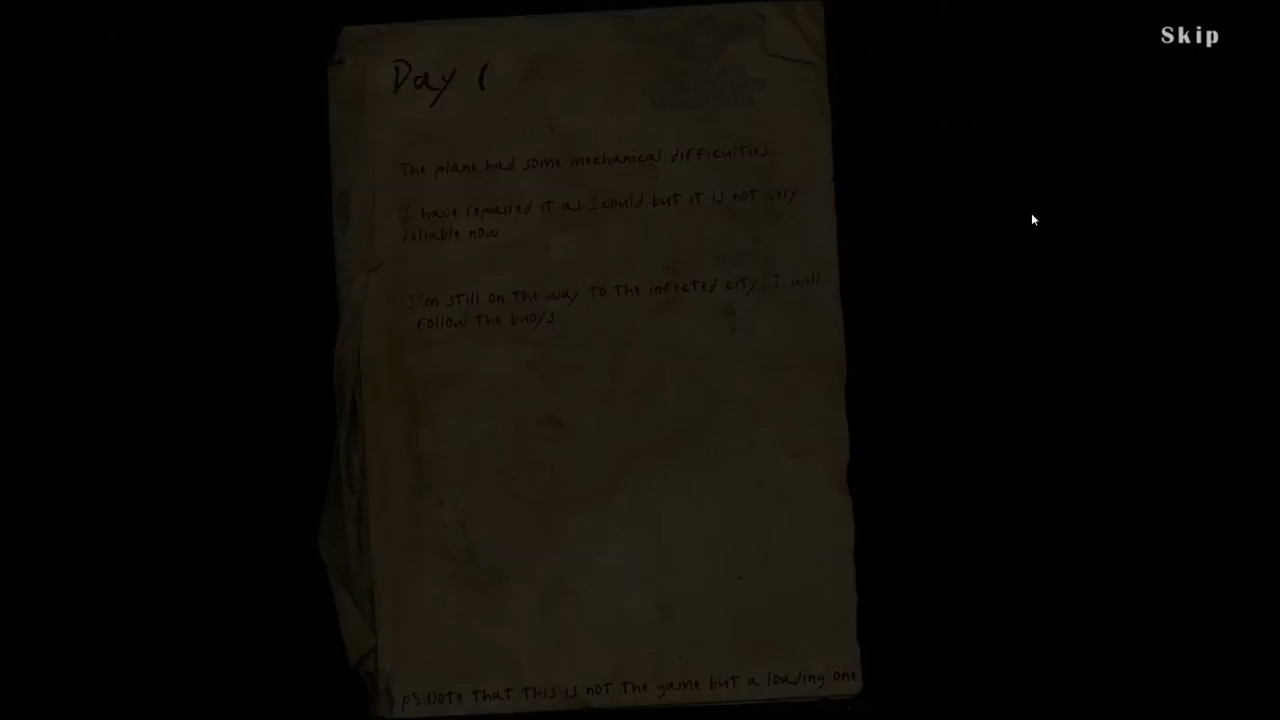 Skip
Day 1
The plane had some mechanical difficulties...
I have repaired it as I could but it is not very
reliable now
I'm still on the way to the infected city, I will
follow the buoys
PS:Note that this is not the game but a loading one